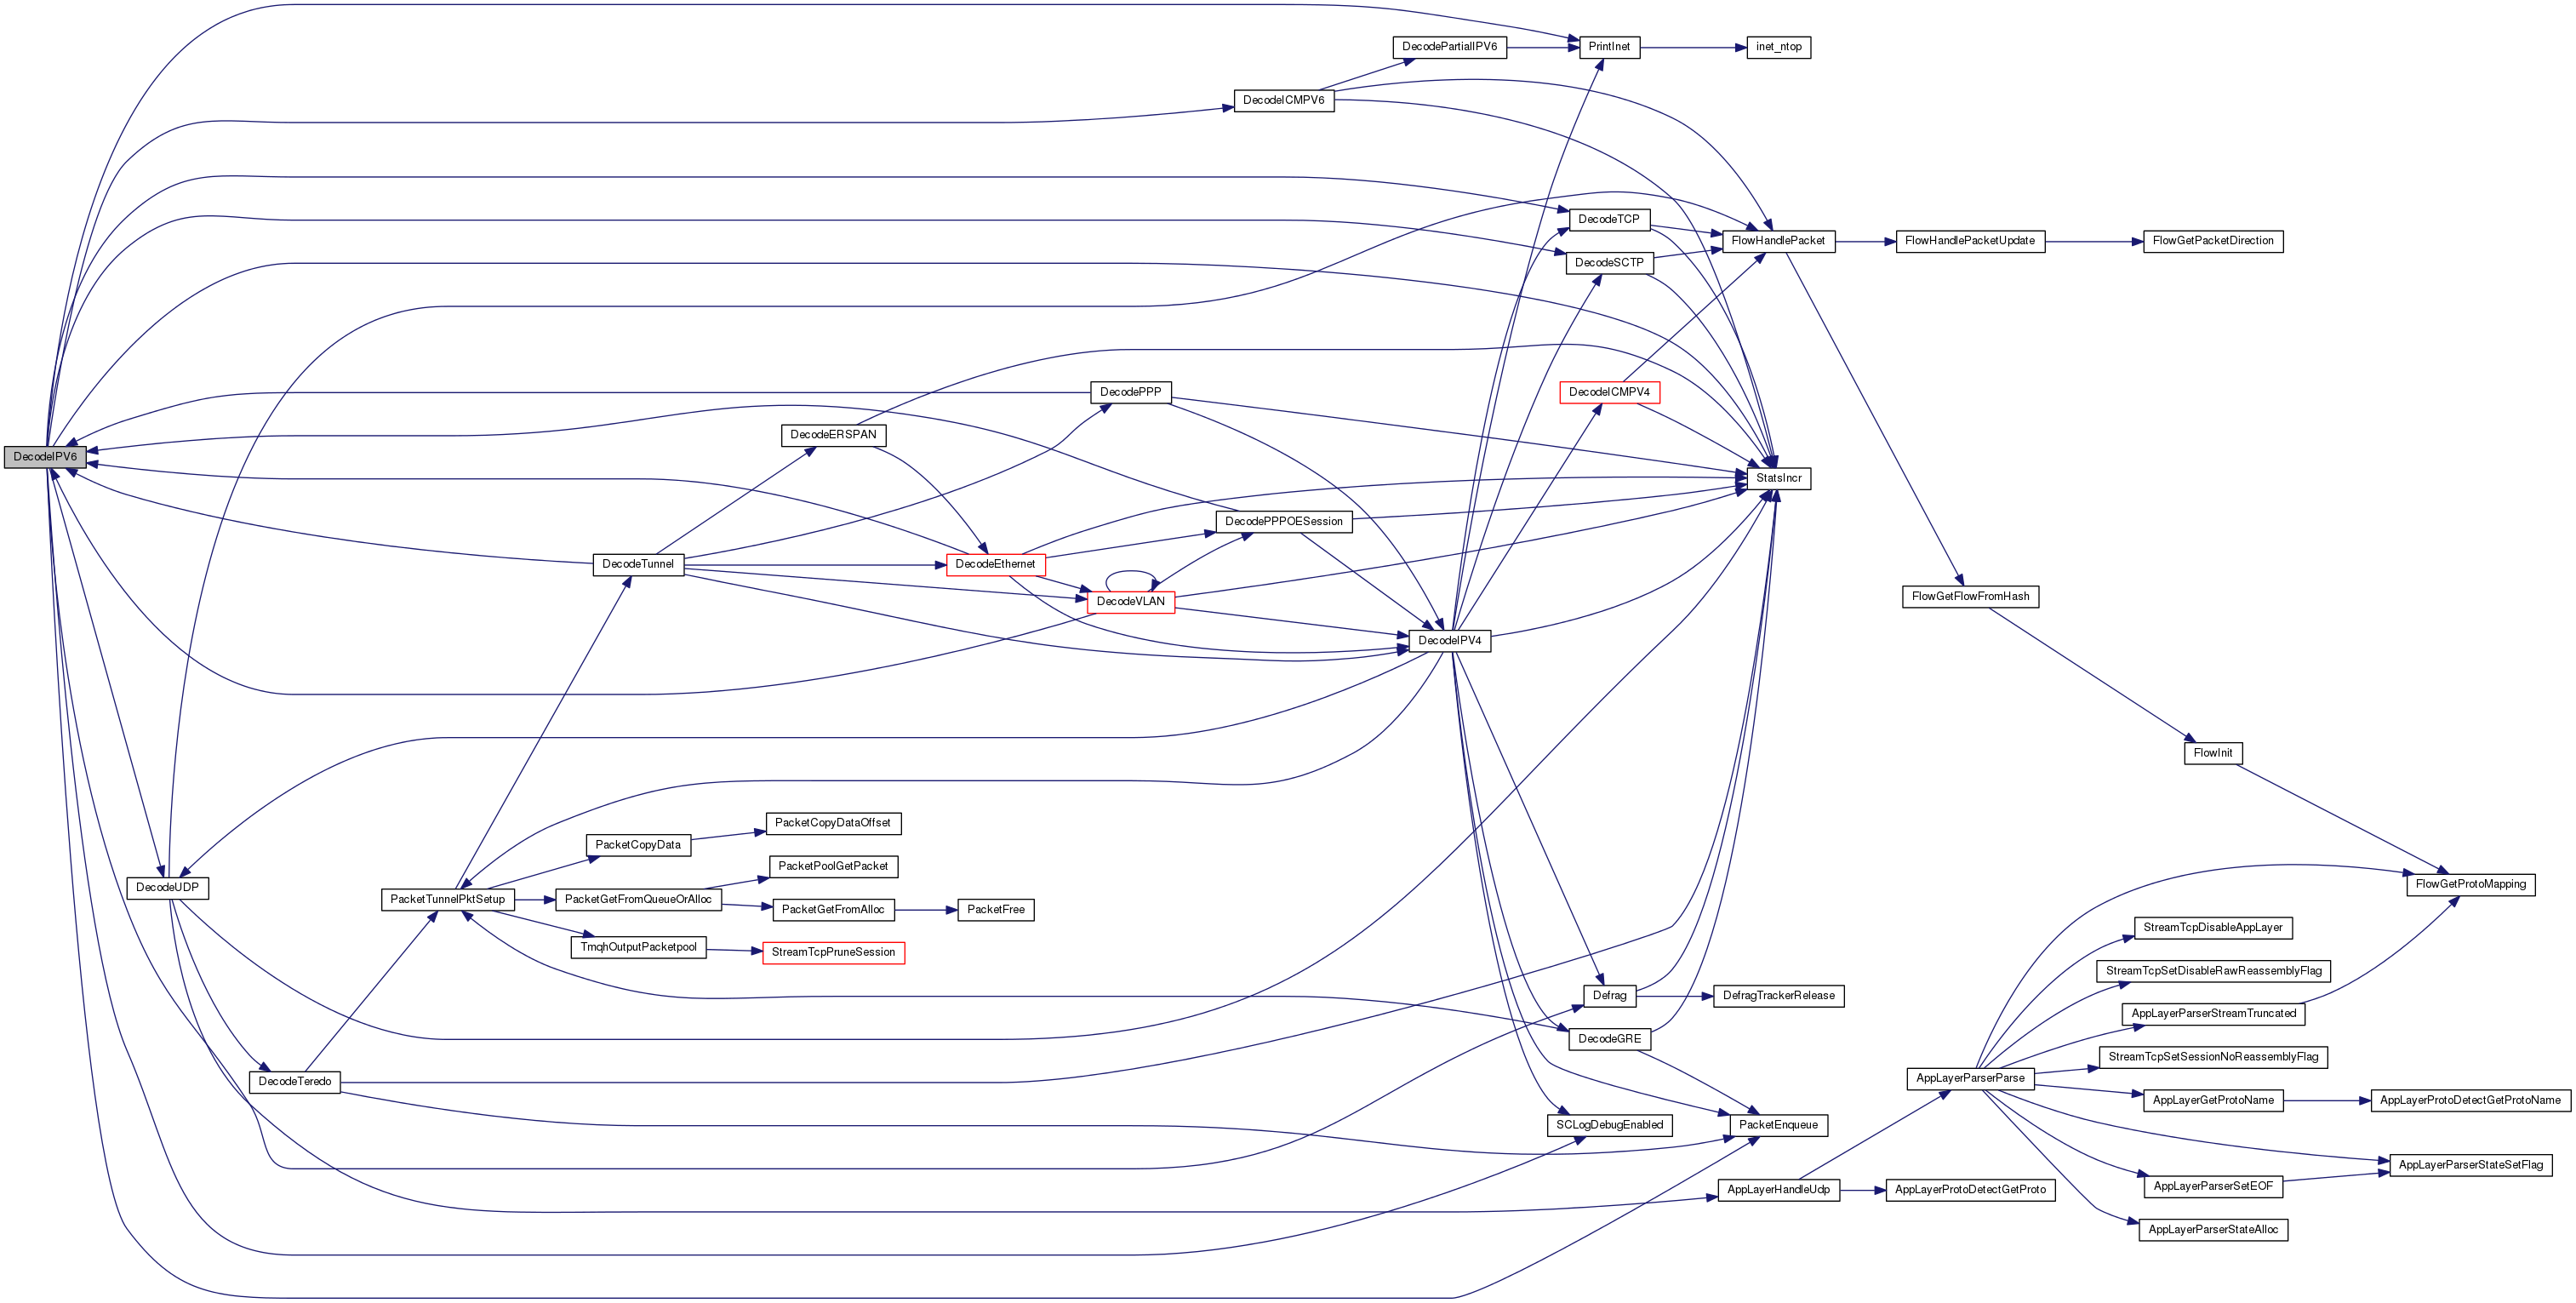 DecodePartialIPV6
PrintInet
inet_ntop
DecodeICMPV6
DecodeTCP
FlowHandlePacket
FlowHandlePacketUpdate
FlowGetPacketDirection
DecodeSCTP
DecodePPP
DecodeICMPV4
DecodeERSPAN
DecodeIPV6
StatsIncr
DecodePPPOESession
DecodeTunnel
DecodeEthernet
DecodeVLAN
FlowGetFlowFromHash
DecodeIPV4
FlowInit
PacketCopyDataOffset
PacketCopyData
PacketPoolGetPacket
DecodeUDP
FlowGetProtoMapping
PacketTunnelPktSetup
PacketGetFromQueueOrAlloc
PacketGetFromAlloc
PacketFree
StreamTcpDisableAppLayer
TmqhOutputPacketpool
StreamTcpPruneSession
StreamTcpSetDisableRawReassemblyFlag
Defrag
DefragTrackerRelease
AppLayerParserStreamTruncated
DecodeGRE
StreamTcpSetSessionNoReassemblyFlag
DecodeTeredo
AppLayerParserParse
AppLayerGetProtoName
AppLayerProtoDetectGetProtoName
SCLogDebugEnabled
PacketEnqueue
AppLayerParserStateSetFlag
AppLayerHandleUdp
AppLayerProtoDetectGetProto
AppLayerParserSetEOF
AppLayerParserStateAlloc